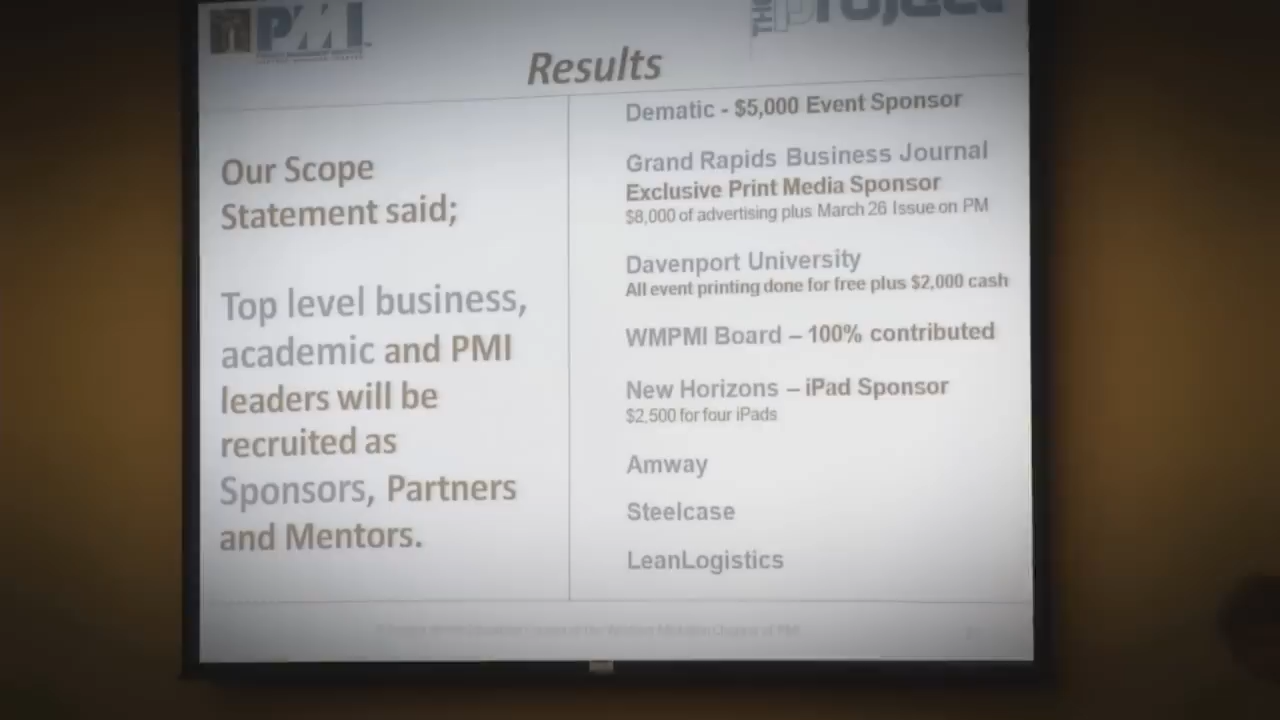 PMI
THE Project
Results
Our Scope
Statement said;
Top level business,
academic and PMI
leaders will be
recruited as
Sponsors, Partners
and Mentors.
Dematic - $5,000 Event Sponsor
Grand Rapids Business Journal
Exclusive Print Media Sponsor
$8,000 of advertising plus March 26 Issue on PM
Davenport University
All event printing done for free plus $2,000 cash
WMPMI Board – 100% contributed
New Horizons – iPad Sponsor
$2,500 for four iPads
Amway
Steelcase
LeanLogistics